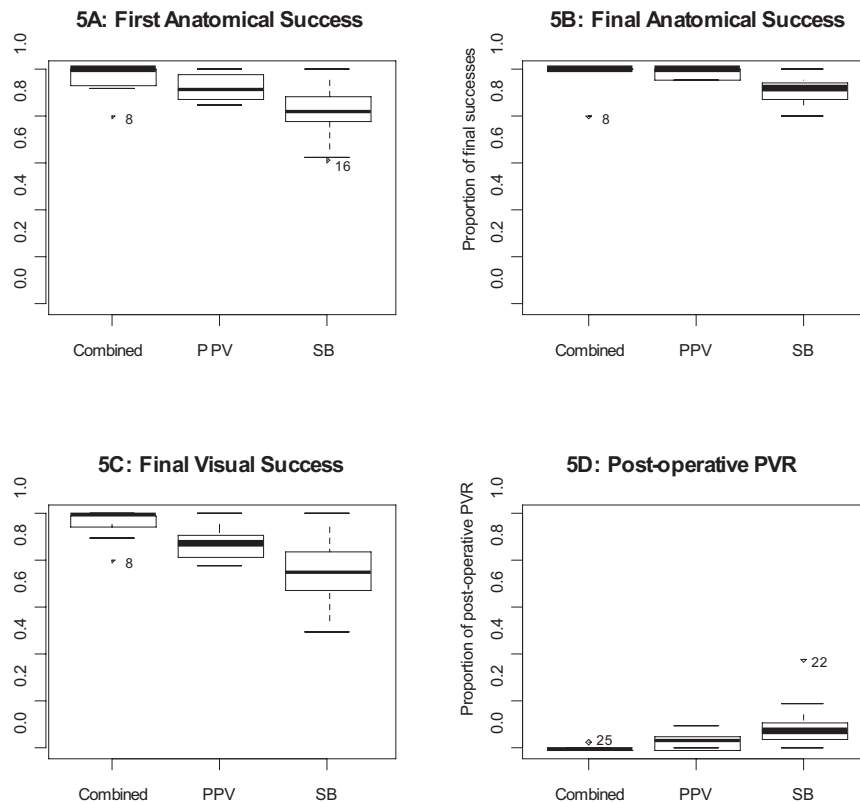 5A: First Anatomical Success
1.0
0.8
0.6
0.4
0.2
0.0
8
16
Combined
P PV
SB
5B: Final Anatomical Success
Proportion of final successes
1.0
0.8
0.6
0.4
0.2
0.0
8
Combined
PPV
SB
5C: Final Visual Success
1.0
0.8
0.6
0.4
0.2
0.0
8
Combined
PPV
SB
5D: Post-operative PVR
Proportion of post-operative PVR
1.0
0.8
0.6
0.4
0.2
0.0
25
22
Combined
PPV
SB